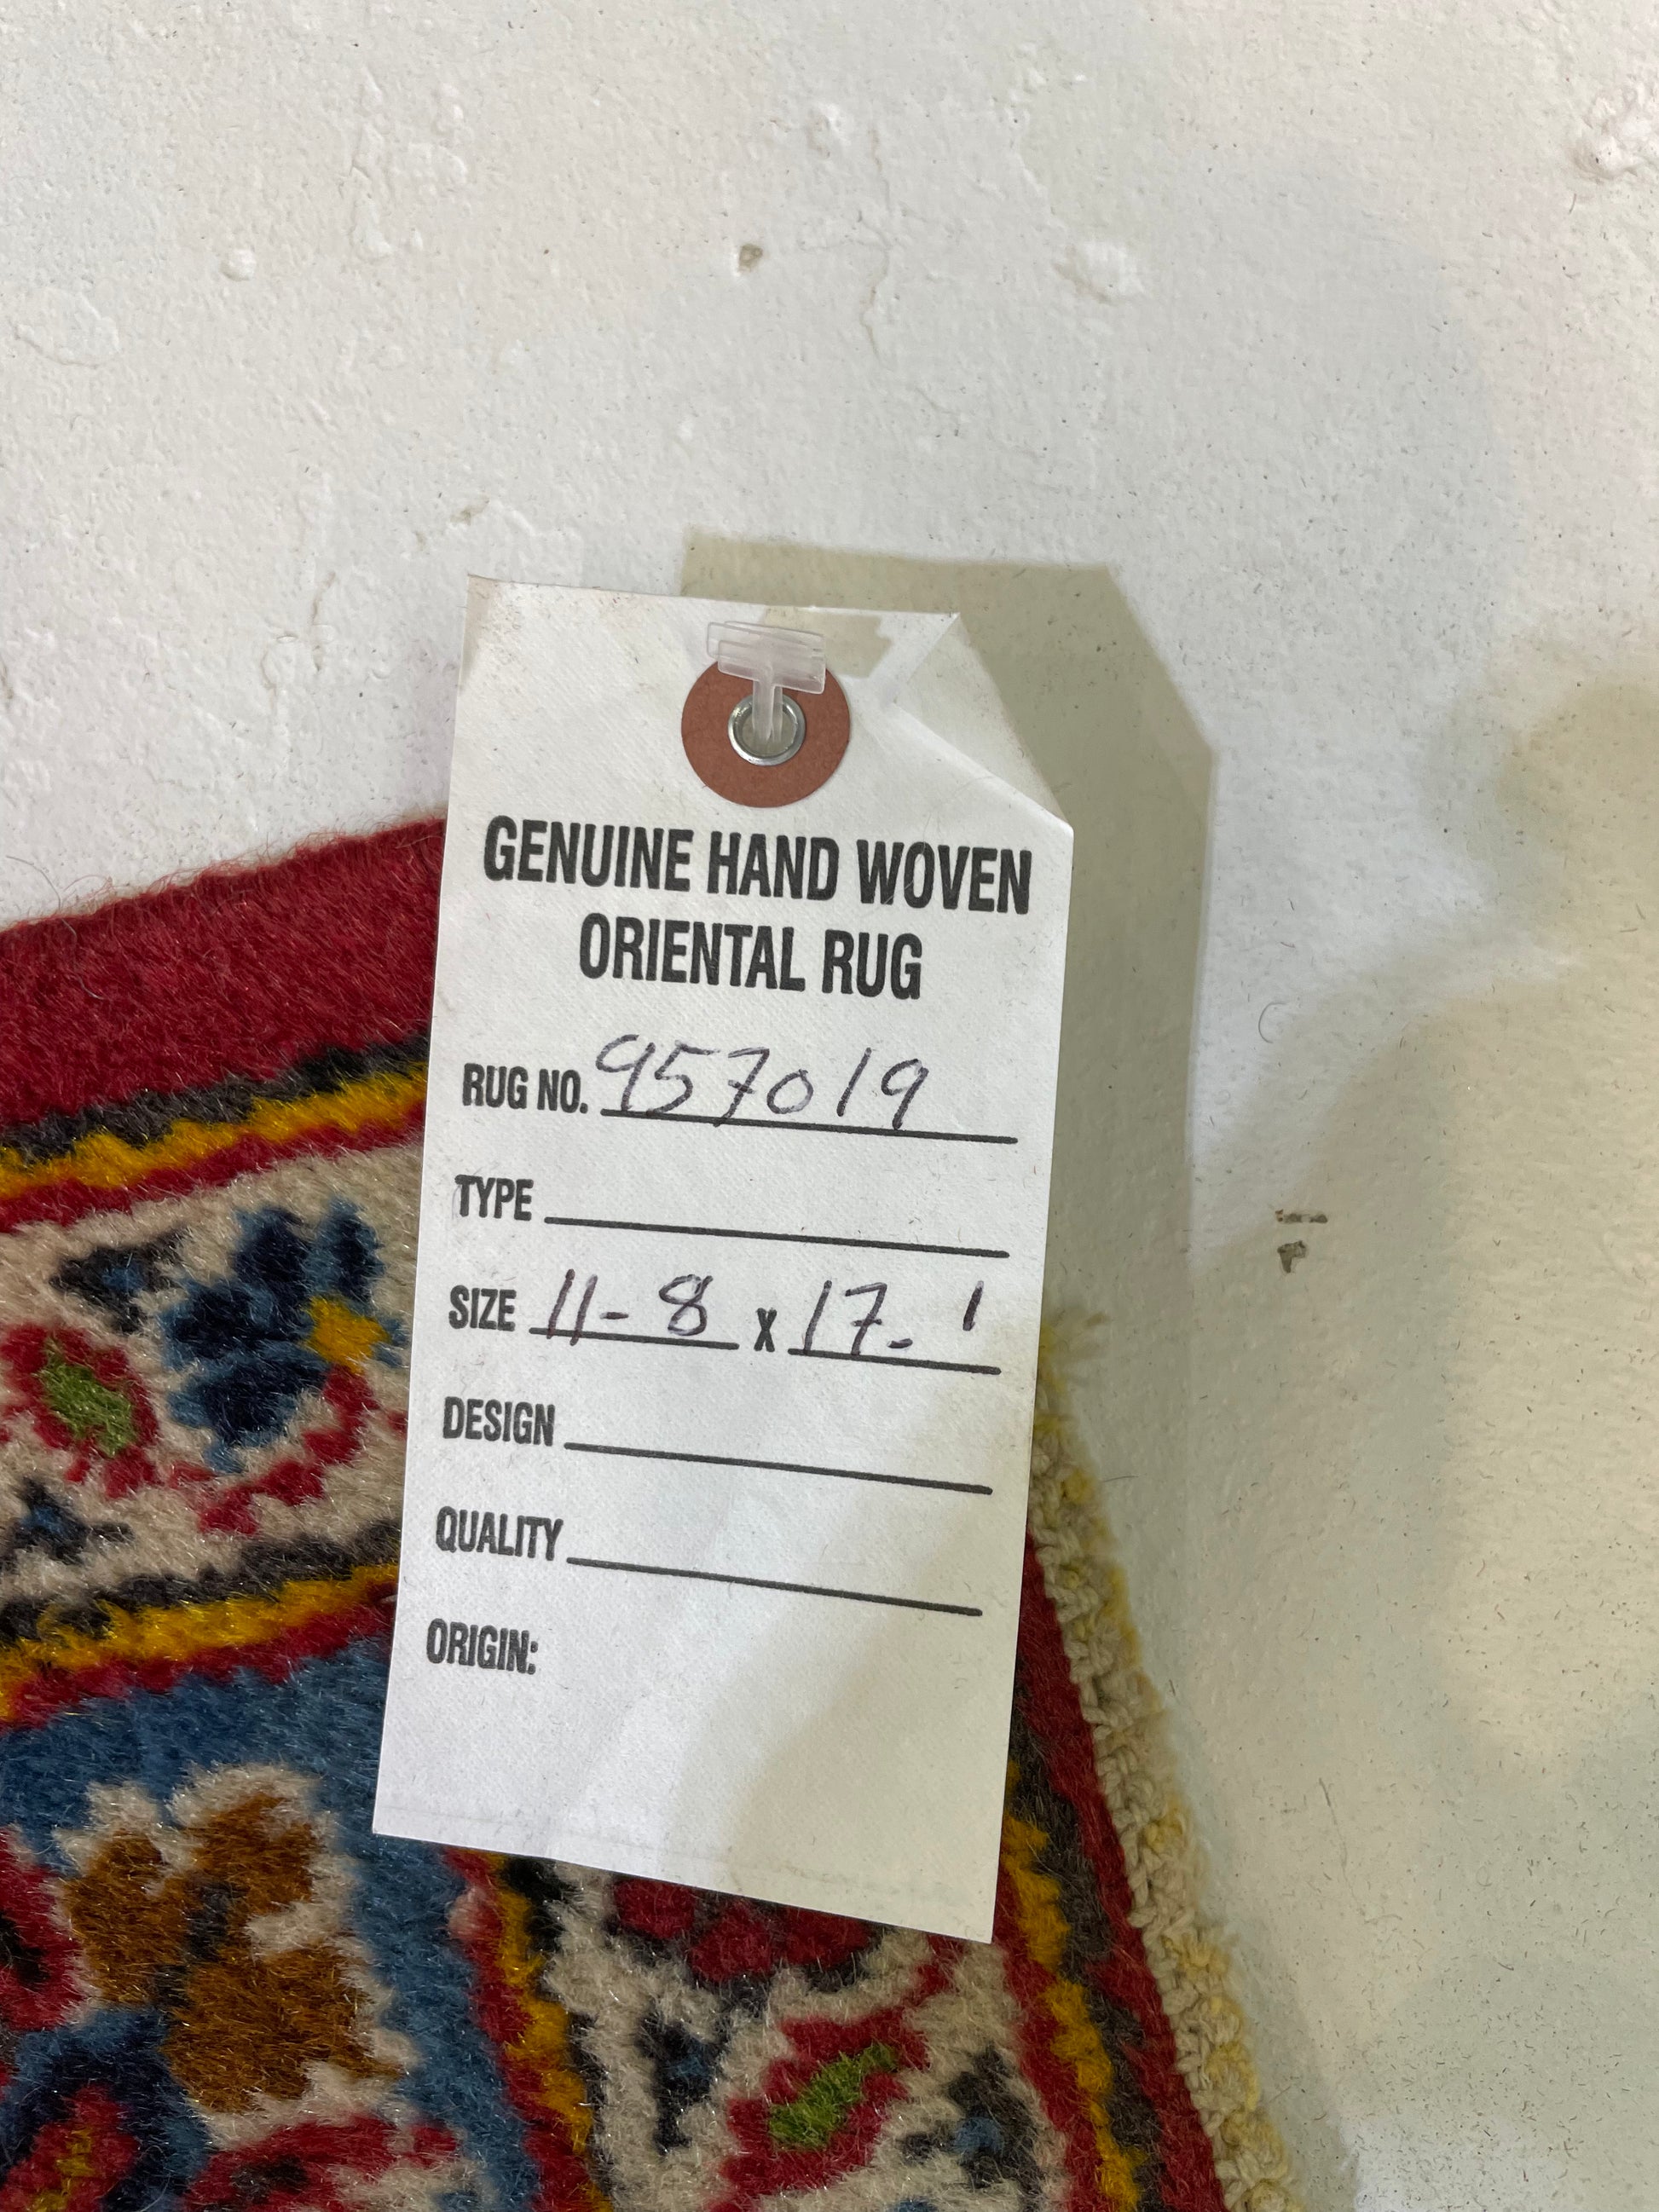 GENUINE HAND WOVEN
ORIENTAL RUG
RUG NO. 957019
TYPE
SIZE 11-8 x 17-1
DESIGN
QUALITY
ORIGIN: